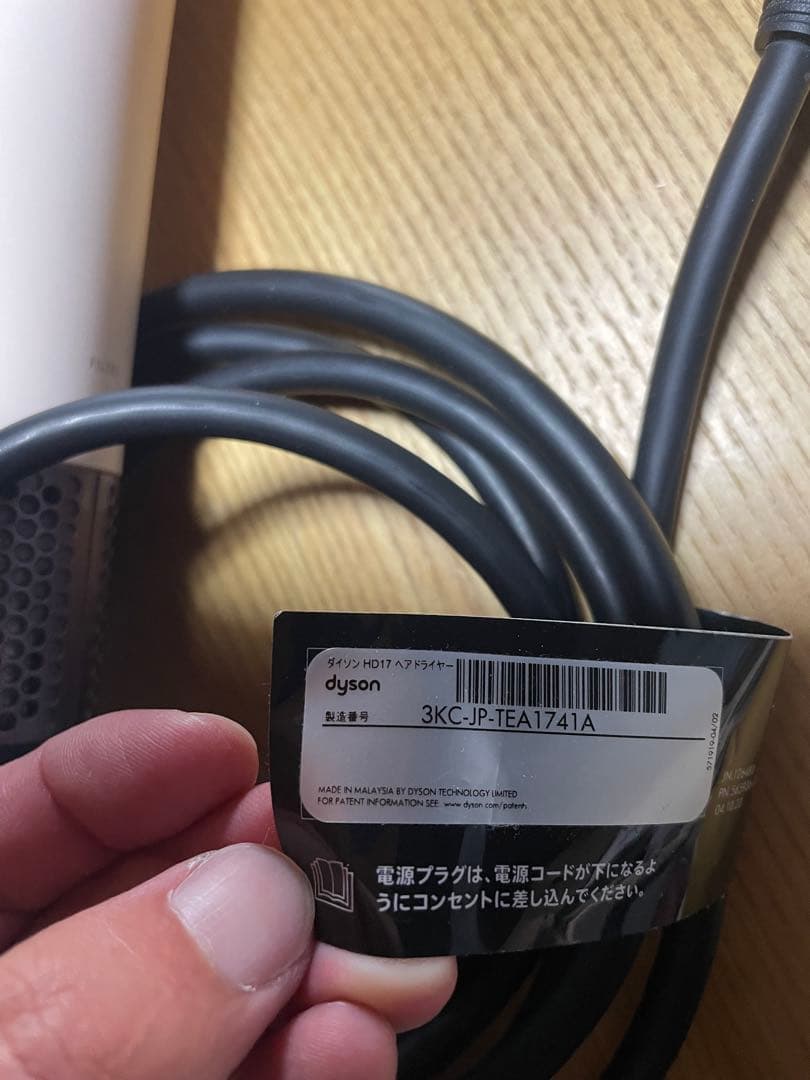 ダイソン HD17 ヘアドライヤー
dyson
製造番号 3KC-JP-TEA1741A
MADE IN MALAYSIA BY DYSON TECHNOLOGY LIMITED
FOR PATENT INFORMATION SEE: www.dyson.com/patents
571919-04/02
電源プラグは、電源コードが下になるよ
うにコンセントに差し込んでください。